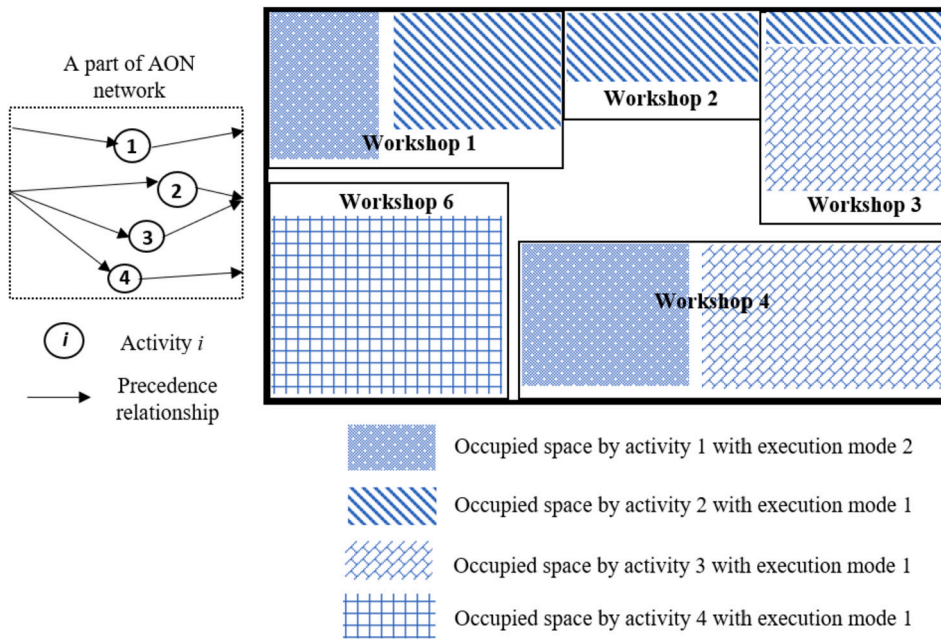 A part of AON
network
1
2
3
4
i
Activity i
Precedence
relationship
Workshop 1
Workshop 2
Workshop 3
Workshop 6
Workshop 4
Occupied space by activity 1 with execution mode 2
Occupied space by activity 2 with execution mode 1
Occupied space by activity 3 with execution mode 1
Occupied space by activity 4 with execution mode 1